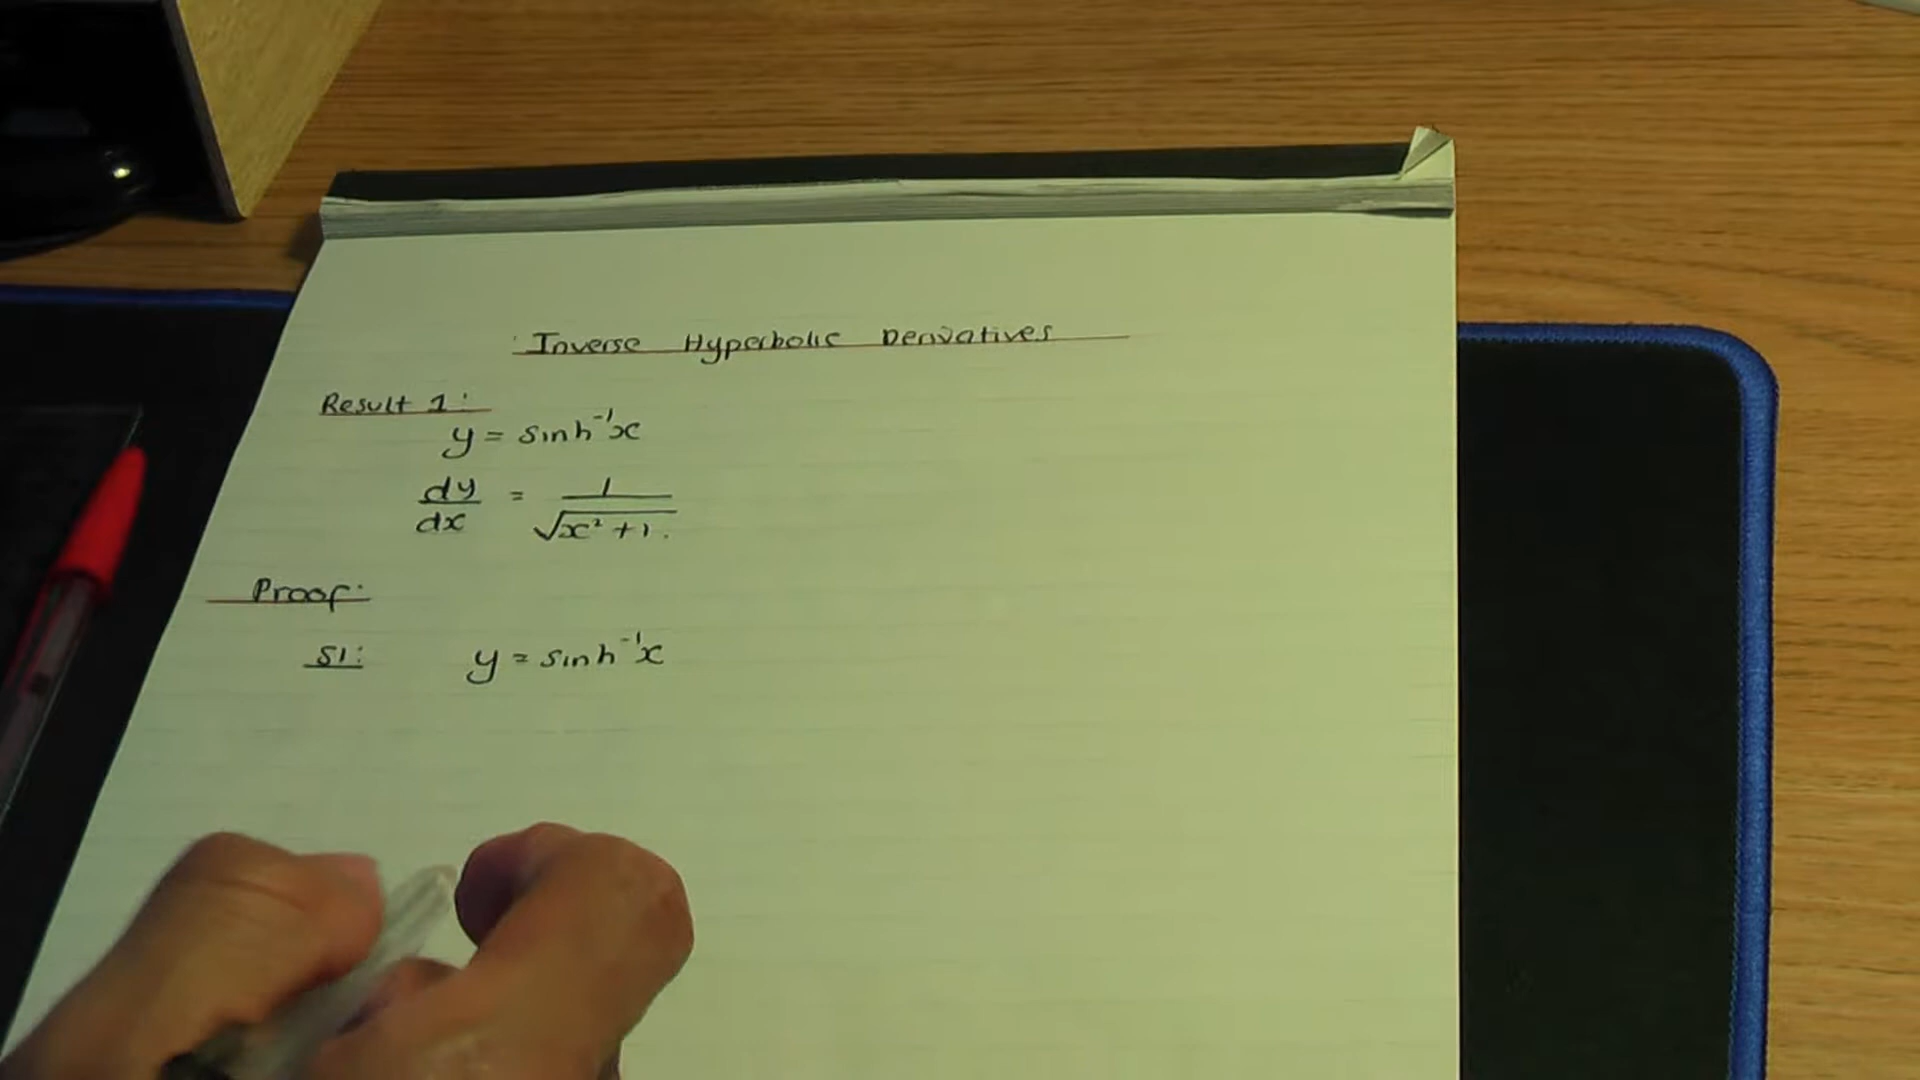 Inverse Hyperbolic Derivatives
Result 1:
y = sinh⁻¹x
dy/dx = 1/√(x² + 1).
Proof:
S1: y = sinh⁻¹x